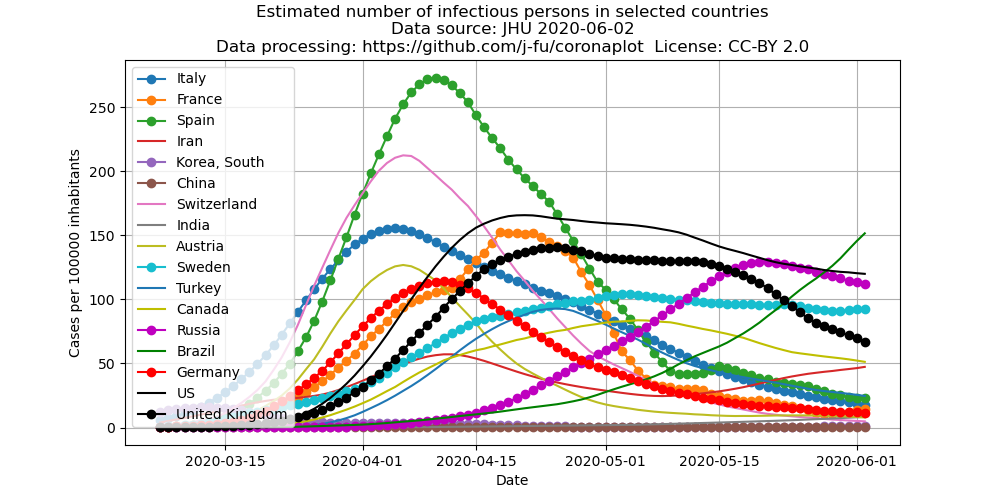 Estimated number of infectious persons in selected countries
Data source: JHU 2020-06-02
Data processing: https://github.com/j-fu/coronaplot License: CC-BY 2.0
Cases per 100000 inhabitants
250
200
150
100
50
0
Italy
France
Spain
Iran
Korea, South
China
Switzerland
India
Austria
Sweden
Turkey
Canada
Russia
Brazil
Germany
US
United Kingdom
2020-03-15
2020-04-01
2020-04-15
2020-05-01
2020-05-15
2020-06-01
Date